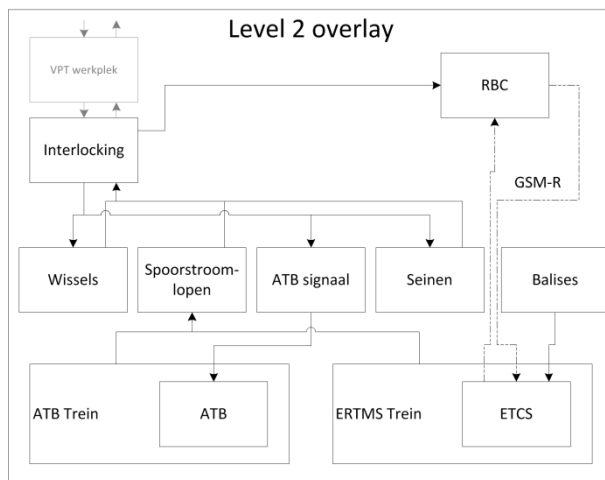 Level 2 overlay
VPT werkplek
RBC
Interlocking
GSM-R
Wissels
Spoorstroom-
lopen
ATB signaal
Seinen
Balises
ATB Trein
ATB
ERTMS Trein
ETCS